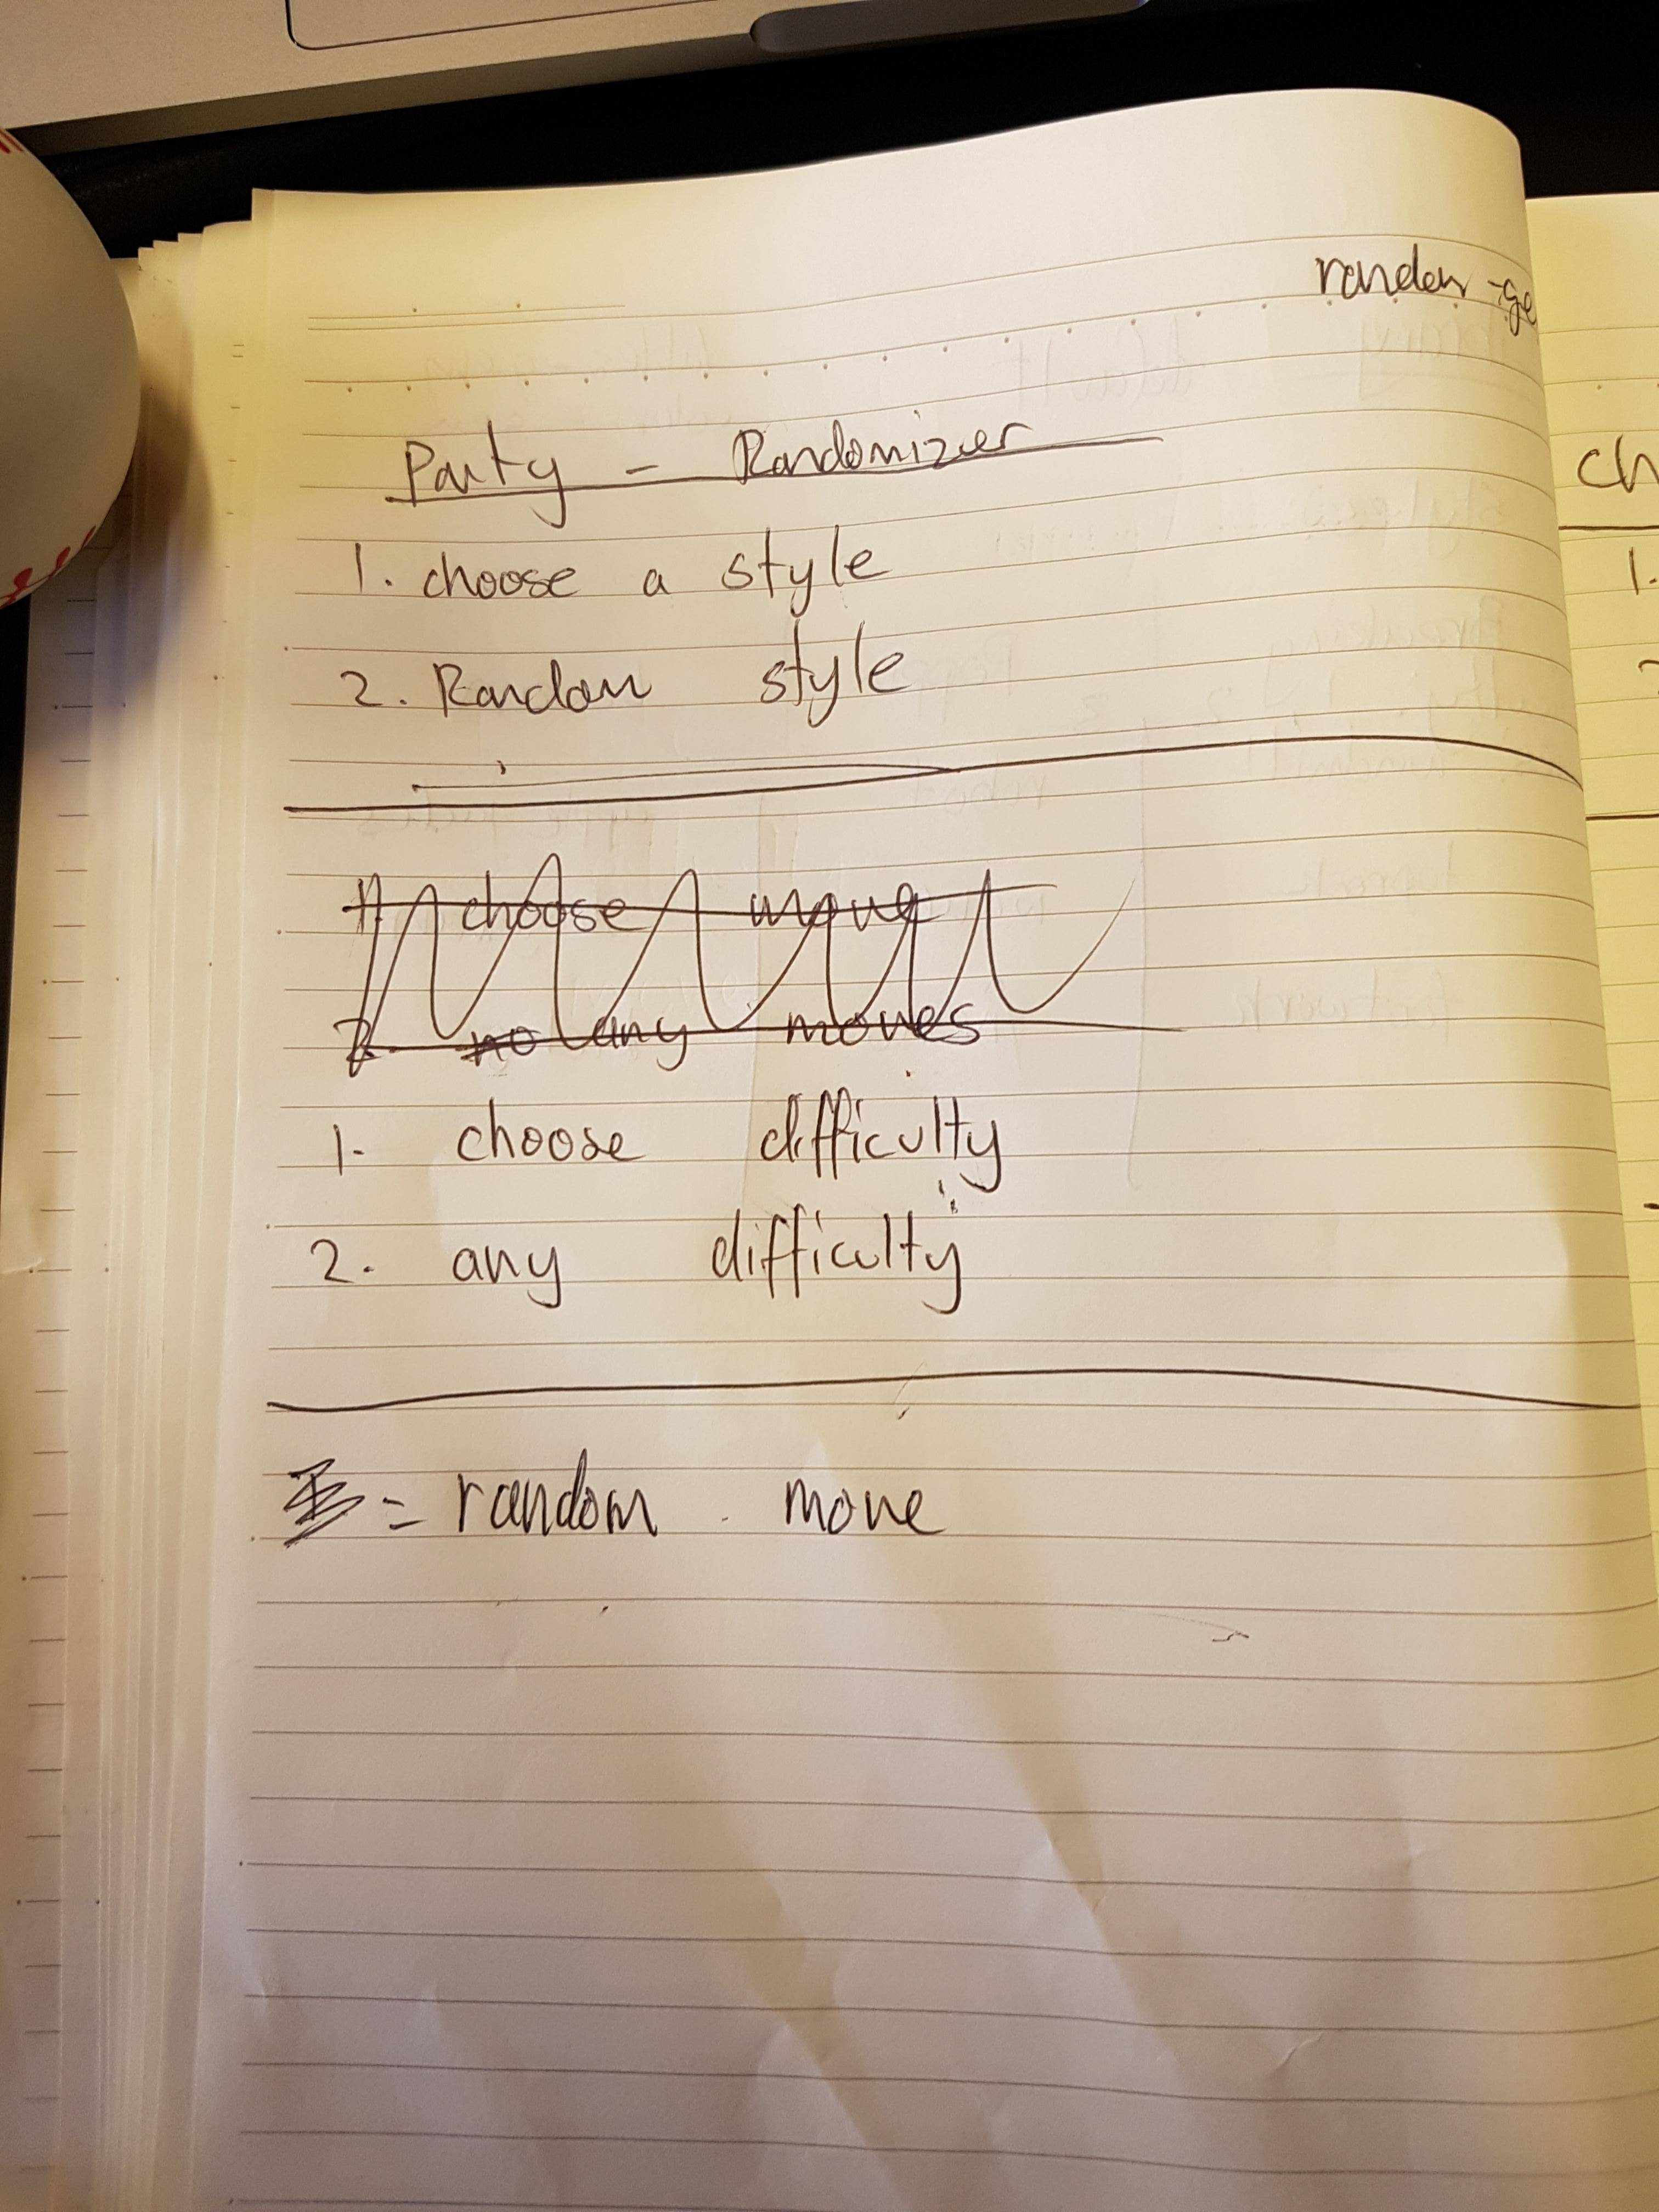 random-ge
Party - Randomizer
1. choose a style
2. Random style
1. choose move
2. no any moves
1. choose difficulty
2. any difficulty
= random move
Ch
1.